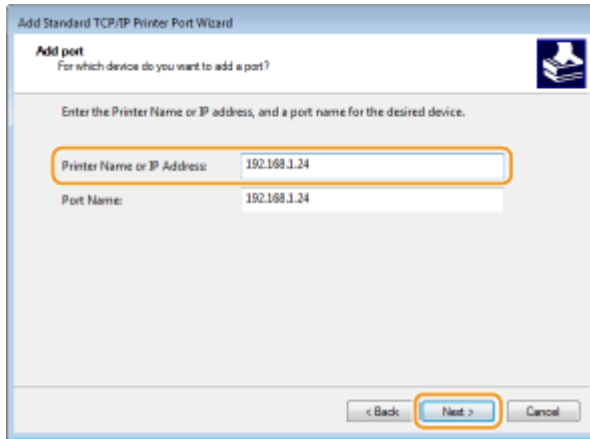 Add Standard TCP/IP Printer Port Wizard
Add port
For which device do you want to add a port?
Enter the Printer Name or IP address, and a port name for the desired device.
Printer Name or IP Address: 192.168.1.24
Port Name: 192.168.1.24
< Back Next > Cancel